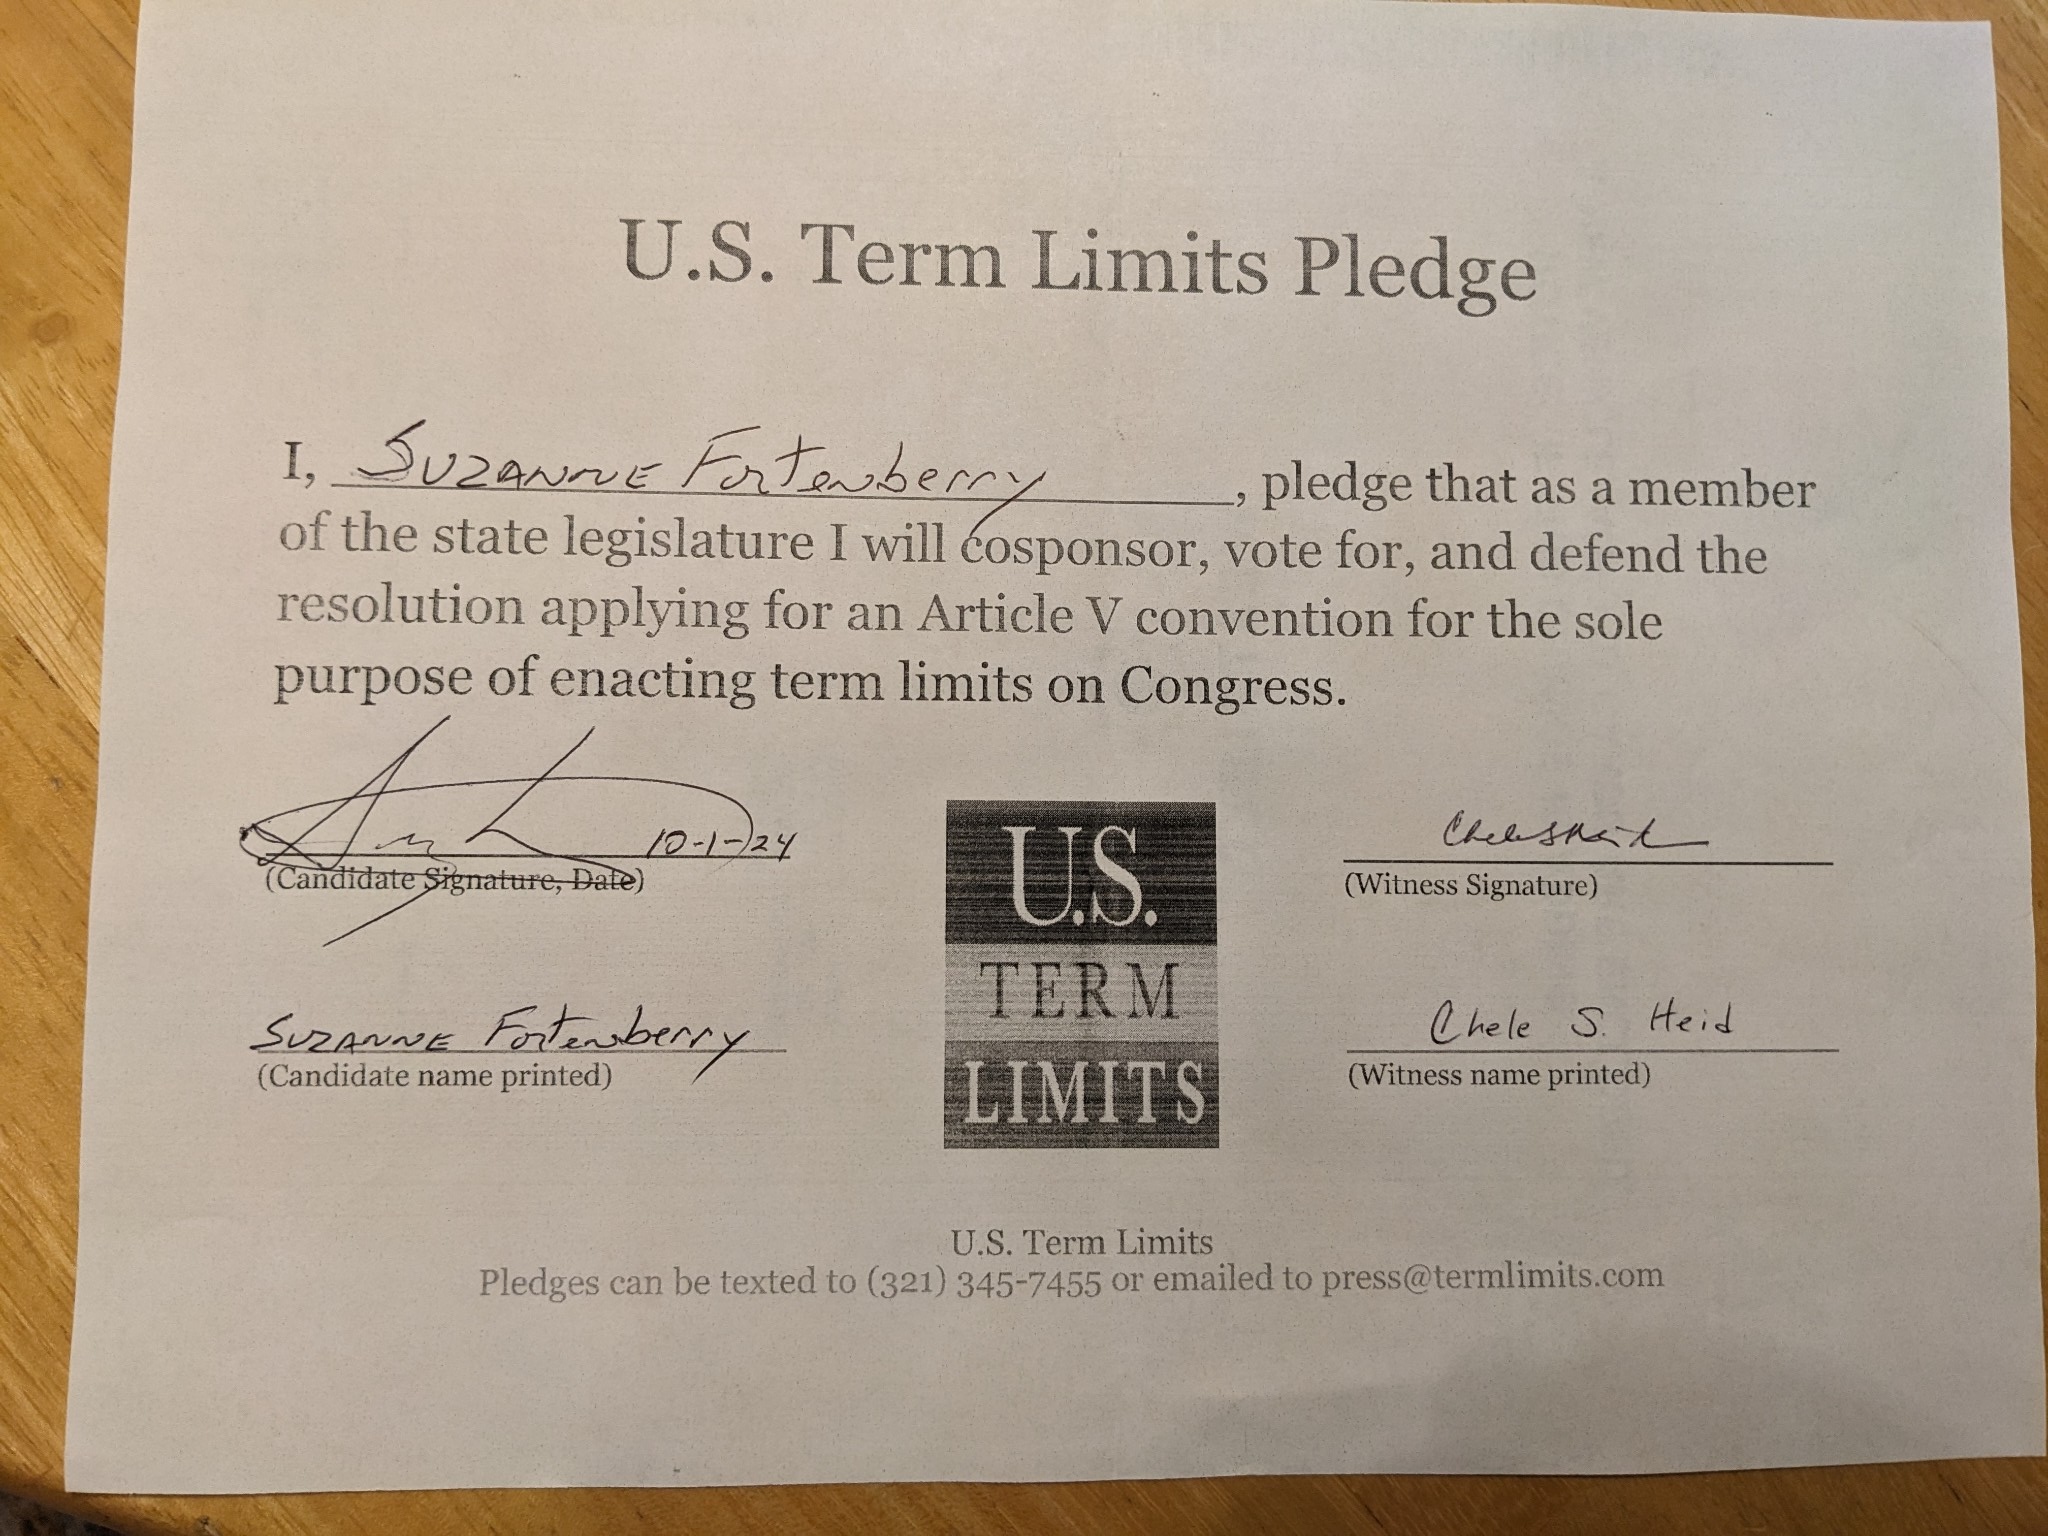 U.S. Term Limits Pledge
I, Suzanne Fortenberry, pledge that as a member
of the state legislature I will cosponsor, vote for, and defend the
resolution applying for an Article V convention for the sole
purpose of enacting term limits on Congress.
10-1-24
(Candidate Signature, Date)
(Witness Signature)
U.S.
TERM
LIMITS
Suzanne Fortenberry
(Candidate name printed)
Chele S. Heid
(Witness name printed)
U.S. Term Limits
Pledges can be texted to (321) 345-7455 or emailed to press@termlimits.com